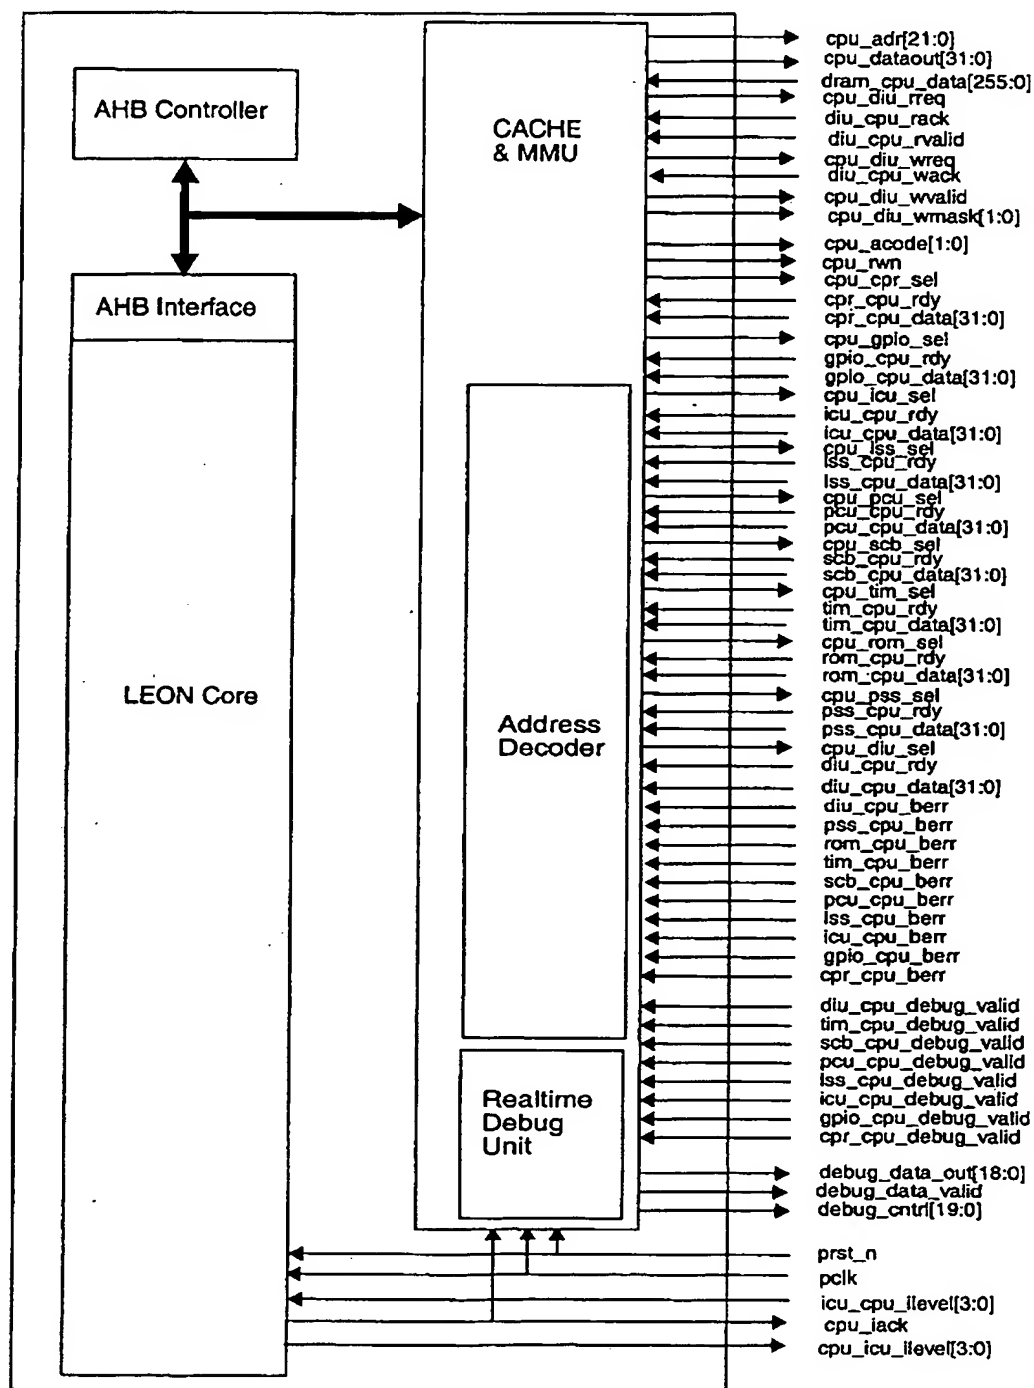 AHB Controller
AHB Interface
LEON Core
CACHE
& MMU
Address
Decoder
Realtime
Debug
Unit
cpu_adr[21:0]
cpu_dataout[31:0]
dram_cpu_data[255:0]
cpu_diu_rreq
diu_cpu_rack
diu_cpu_rvalid
cpu_diu_wreq
diu_cpu_wack
cpu_diu_wvalid
cpu_diu_wmask[1:0]
cpu_acode[1:0]
cpu_rwn
cpu_cpr_sel
cpr_cpu_rdy
cpr_cpu_data[31:0]
cpu_gpio_sel
gpio_cpu_rdy
gpio_cpu_data[31:0]
cpu_icu_sel
icu_cpu_rdy
icu_cpu_data[31:0]
cpu_lss_sel
lss_cpu_rdy
lss_cpu_data[31:0]
cpu_pcu_sel
pcu_cpu_rdy
pcu_cpu_data[31:0]
cpu_scb_sel
scb_cpu_rdy
scb_cpu_data[31:0]
cpu_tim_sel
tim_cpu_rdy
tim_cpu_data[31:0]
cpu_rom_sel
rom_cpu_rdy
rom_cpu_data[31:0]
cpu_pss_sel
pss_cpu_rdy
pss_cpu_data[31:0]
cpu_diu_sel
diu_cpu_rdy
diu_cpu_data[31:0]
diu_cpu_berr
pss_cpu_berr
rom_cpu_berr
tim_cpu_berr
scb_cpu_berr
pcu_cpu_berr
lss_cpu_berr
icu_cpu_berr
gpio_cpu_berr
cpr_cpu_berr
diu_cpu_debug_valid
tim_cpu_debug_valid
scb_cpu_debug_valid
pcu_cpu_debug_valid
lss_cpu_debug_valid
icu_cpu_debug_valid
gpio_cpu_debug_valid
cpr_cpu_debug_valid
debug_data_out[18:0]
debug_data_valid
debug_cntrl[19:0]
prst_n
pclk
icu_cpu_ilevel[3:0]
cpu_iack
cpu_icu_ilevel[3:0]